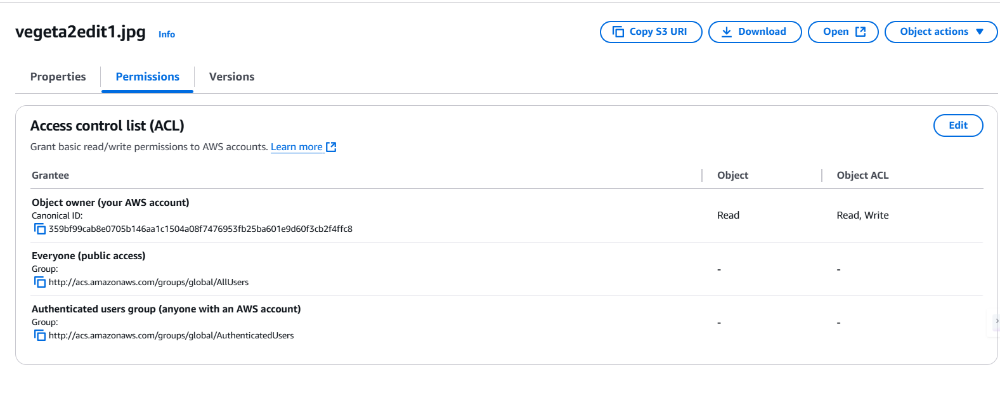 vegeta2edit1.jpg Info Copy S3 URI Download Open Object actions
Properties Permissions Versions
Access control list (ACL) Edit
Grant basic read/write permissions to AWS accounts. Learn more
Grantee Object Object ACL
Object owner (your AWS account)
Canonical ID:
359bf99cab8e0705b146aa1c1504a08f7476953fb25ba601e9d60f3cb2f4ffc8
Read Read, Write
Everyone (public access)
Group:
http://acs.amazonaws.com/groups/global/AllUsers
- -
Authenticated users group (anyone with an AWS account)
Group:
http://acs.amazonaws.com/groups/global/AuthenticatedUsers
- -